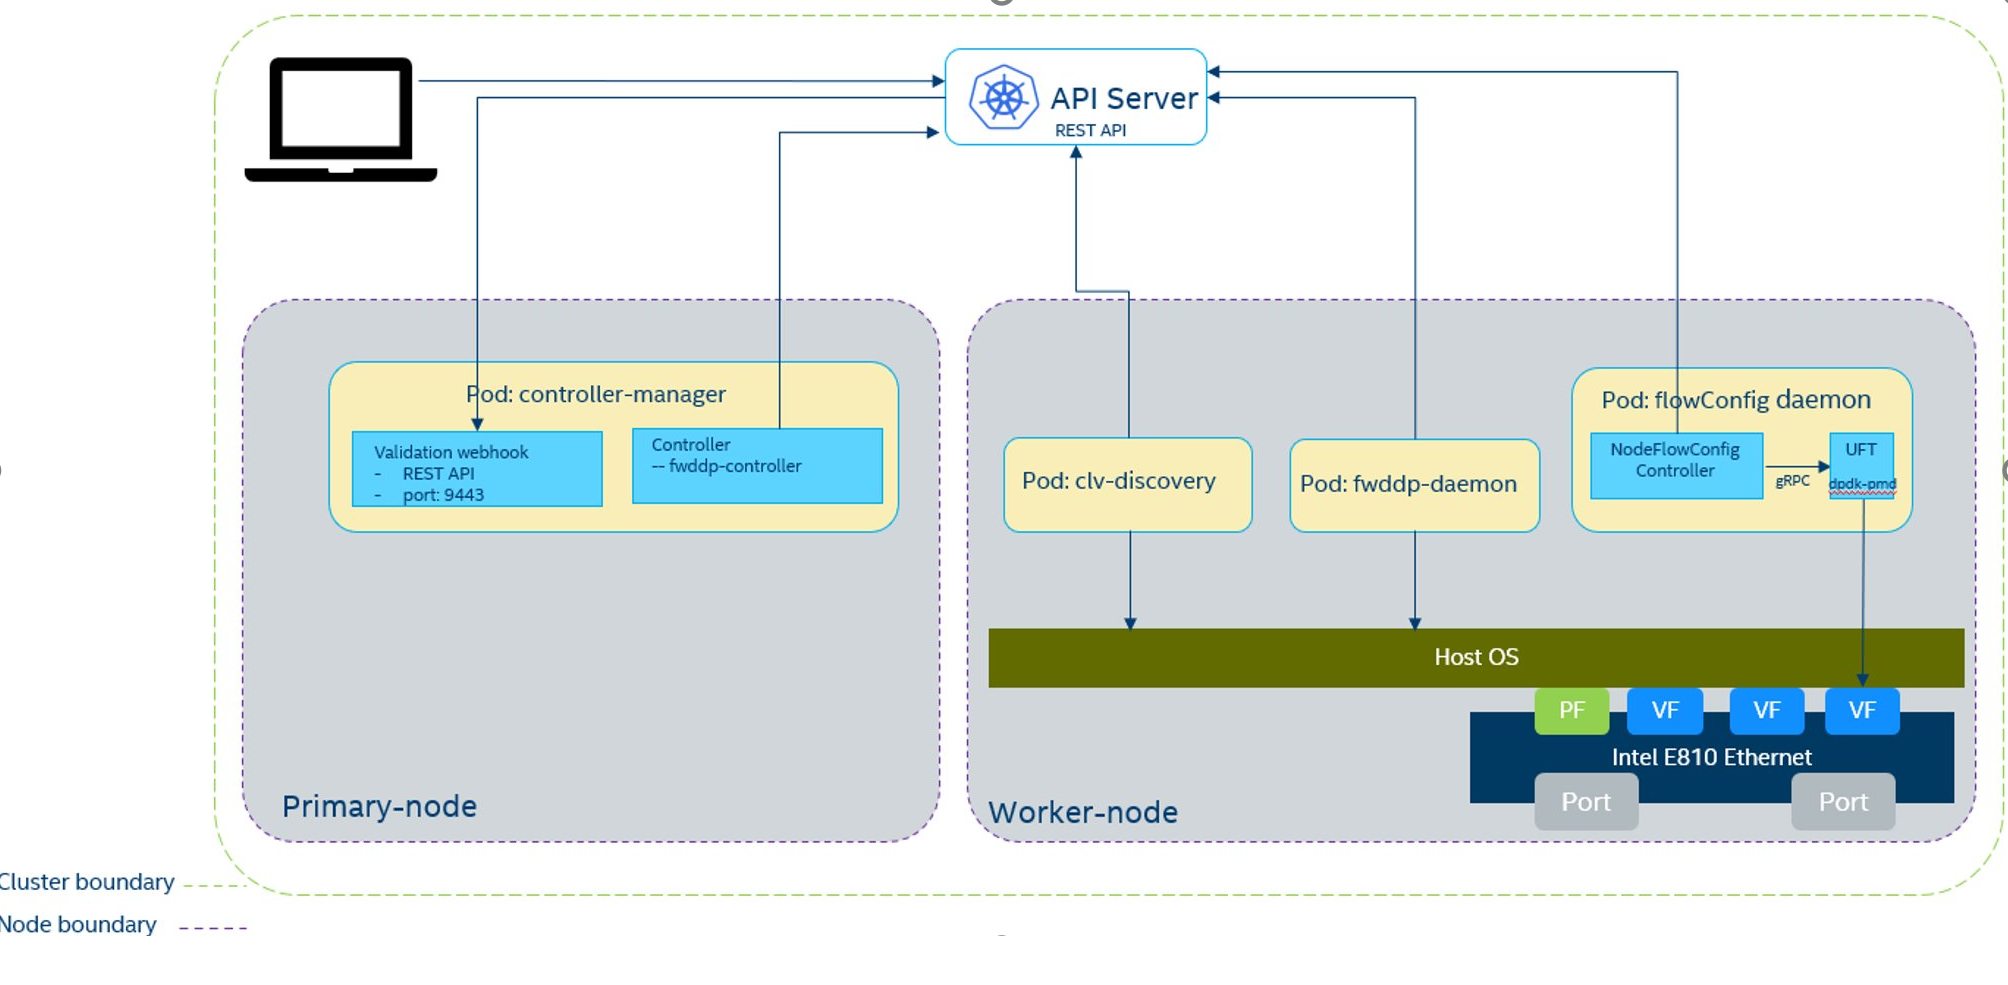 API Server
REST API
Pod: controller-manager
Validation webhook
- REST API
- port: 9443
Controller
-- fwddp-controller
Primary-node
Pod: clv-discovery
Pod: fwddp-daemon
Pod: flowConfig daemon
NodeFlowConfig
Controller
gRPC
UFT
dpdk-pmd
Host OS
PF
VF
VF
VF
Intel E810 Ethernet
Port
Port
Worker-node
Cluster boundary
Node boundary